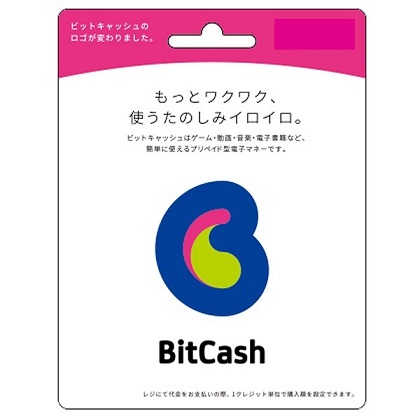 ビットキャッシュの
ロゴが変わりました。
もっとワクワク、
使うたのしみイロイロ。
ビットキャッシュはゲーム・動画・音楽・電子書籍など、
簡単に使えるプリペイド型電子マネーです。
BitCash
レジにて代金をお支払いの際、1クレジット単位で購入額を設定できます。